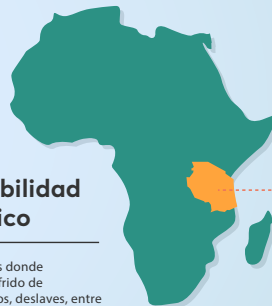 bilidad
ico
s donde
frido de
os, deslaves, entre